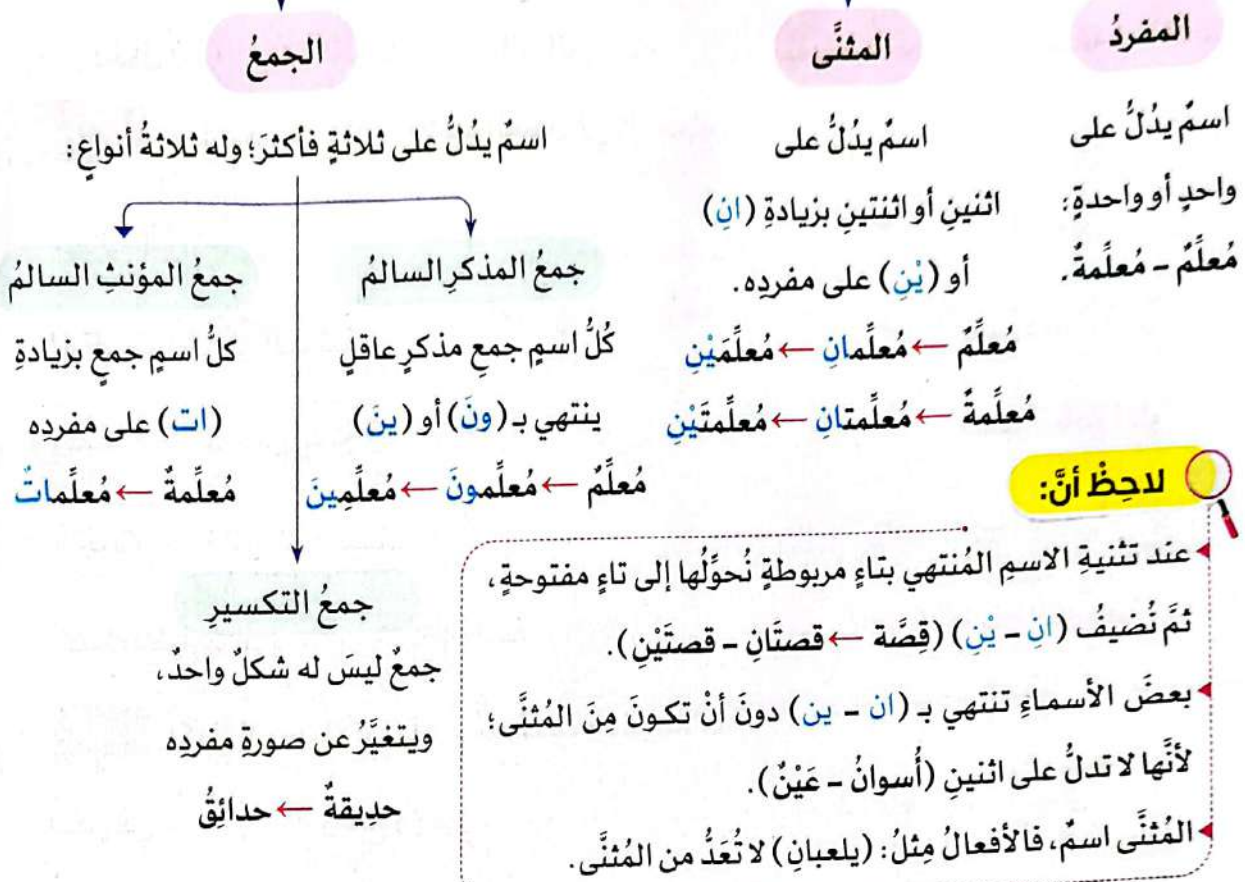 المفردُ
اسمٌ يدُلُّ على
واحدٍ أو واحدةٍ:
مُعلِّمٌ – مُعلِّمةٌ.
المثنَّى
اسمٌ يدُلُّ على
اثنينِ أو اثنتينِ بزيادةِ (انِ)
أو (يْنِ) على مفردِه.
مُعلِّمٌ ← مُعلِّمانِ ← مُعلِّمَيْنِ
مُعلِّمةٌ ← مُعلِّمتانِ ← مُعلِّمتَيْنِ
الجمعُ
اسمٌ يدُلُّ على ثلاثةٍ فأكثرَ؛ وله ثلاثةُ أنواعٍ:
جمعُ المذكرِ السالمُ
كُلُّ اسمِ جمعِ مذكرٍ عاقلٍ
ينتهي بـ (ونَ) أو (ينَ)
مُعلِّمٌ ← مُعلِّمونَ ← مُعلِّمِينَ
جمعُ المؤنثِ السالمُ
كلُّ اسمِ جمعٍ بزيادةِ
(ات) على مفردِه
مُعلِّمةٌ ← مُعلِّماتٌ
جمعُ التكسيرِ
جمعٌ ليسَ له شكلٌ واحدٌ،
ويتغيَّرُ عن صورةِ مفردِه
حدِيقةٌ ← حدائِقُ
لاحِظْ أنَّ:
عند تثنيةِ الاسمِ المُنتهي بتاءٍ مربوطةٍ نُحوِّلُها إلى تاءٍ مفتوحةٍ،
ثمَّ نُضيفُ (انِ – يْنِ) (قِصَّة ← قصتَانِ – قصتَيْنِ).
بعضَ الأسماءِ تنتهي بـ (ان – ين) دونَ أنْ تكونَ مِنَ المُثنَّى؛
لأنَّها لا تدلُّ على اثنينِ (أُسوانُ – عَيْنٌ).
المُثنَّى اسمٌ، فالأفعالُ مِثلُ: (يلعبانِ) لا تُعَدُّ من المُثنَّى.